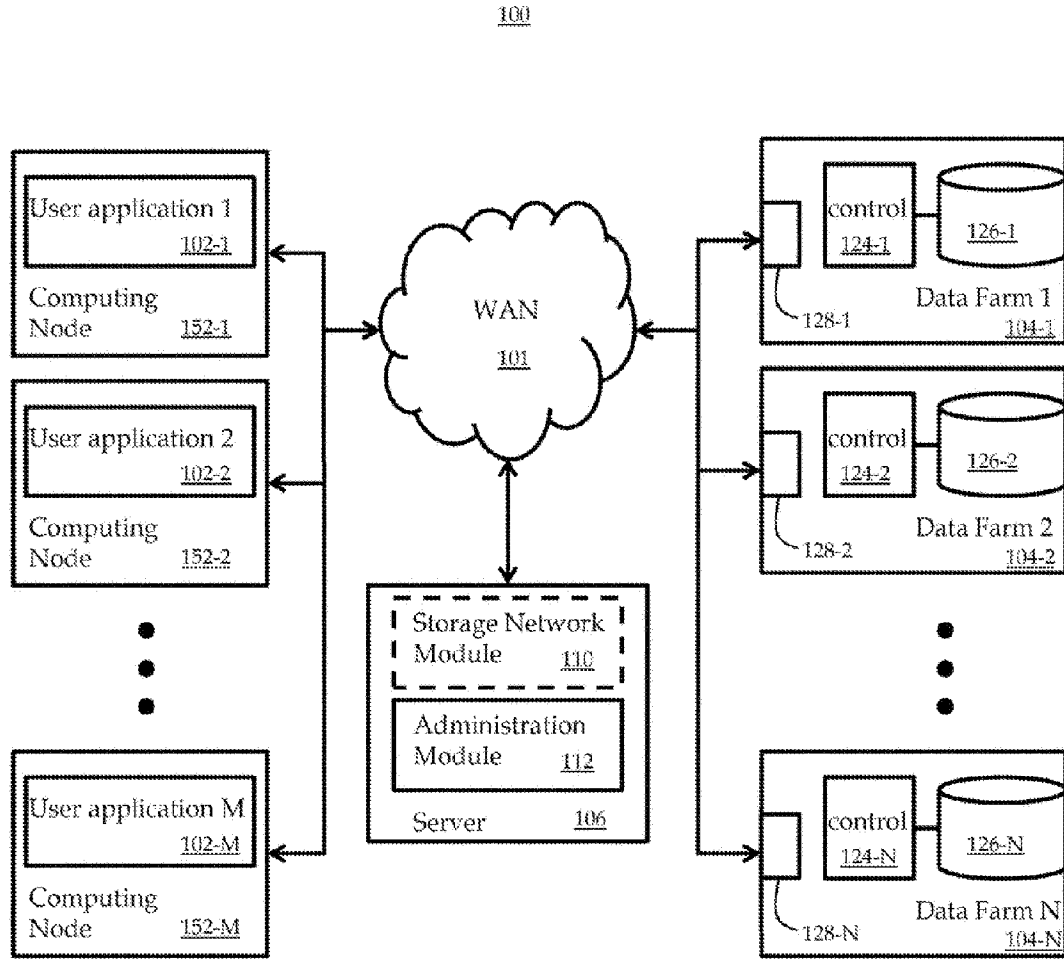 100
User application 1
102-1
Computing
Node
152-1
User application 2
102-2
Computing
Node
152-2
User application M
102-M
Computing
Node
152-M
WAN
101
Storage Network
Module
110
Administration
Module
112
Server
106
control
124-1
126-1
128-1
Data Farm 1
104-1
control
124-2
126-2
128-2
Data Farm 2
104-2
control
124-N
126-N
128-N
Data Farm N
104-N